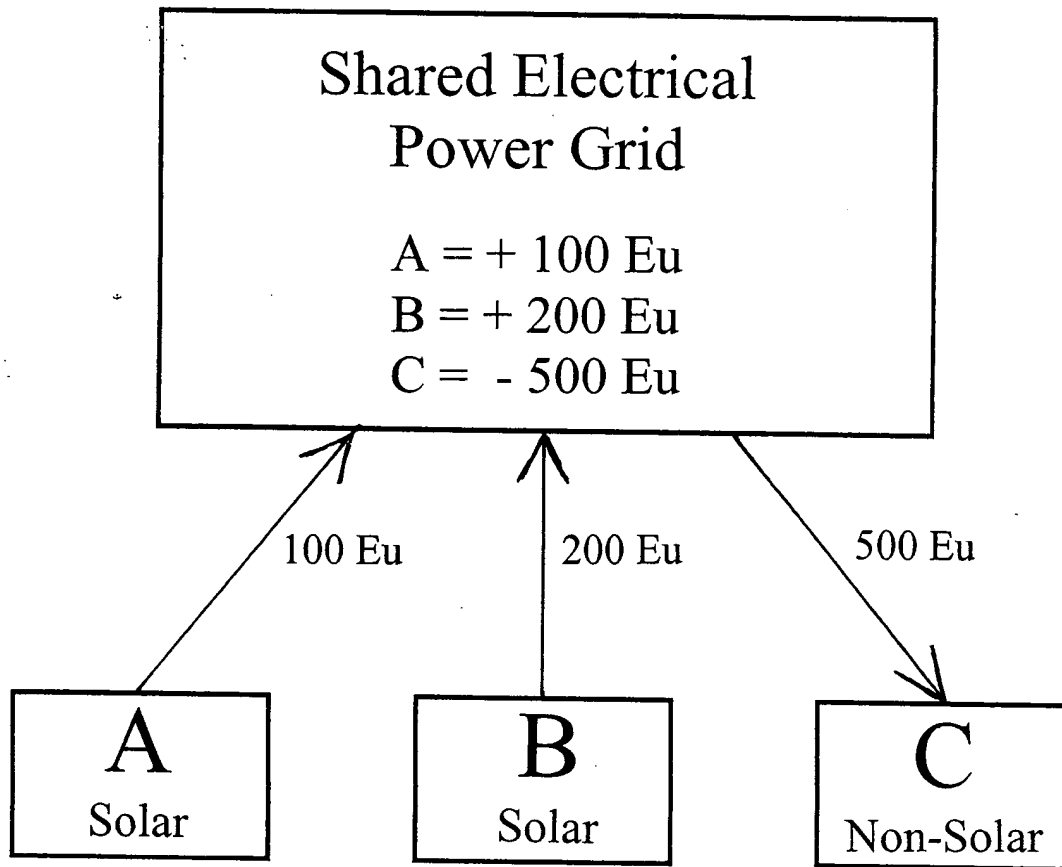 Shared Electrical
Power Grid
A = + 100 Eu
B = + 200 Eu
C = - 500 Eu
100 Eu
200 Eu
500 Eu
A
Solar
B
Solar
C
Non-Solar